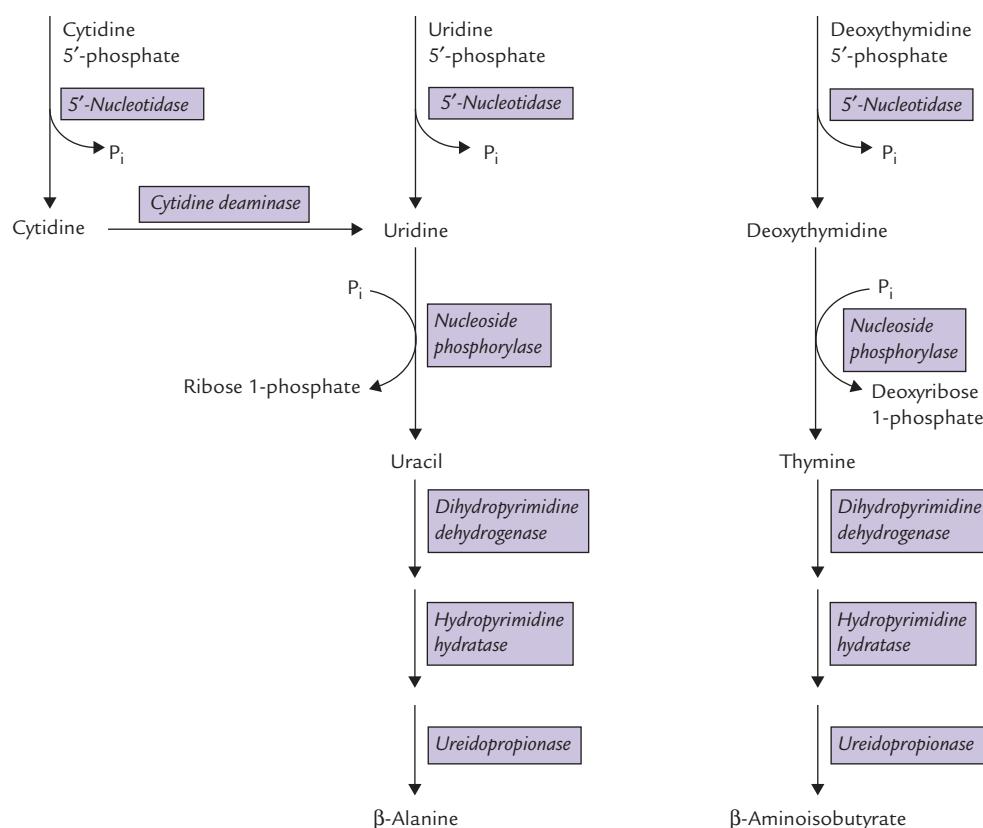 Cytidine
5′-phosphate
Uridine
5′-phosphate
Deoxythymidine
5′-phosphate
5′-Nucleotidase
5′-Nucleotidase
5′-Nucleotidase
Pi
Pi
Pi
Cytidine deaminase
Cytidine
Uridine
Deoxythymidine
Pi
Pi
Nucleoside
phosphorylase
Nucleoside
phosphorylase
Ribose 1-phosphate
Deoxyribose
1-phosphate
Uracil
Thymine
Dihydropyrimidine
dehydrogenase
Dihydropyrimidine
dehydrogenase
Hydropyrimidine
hydratase
Hydropyrimidine
hydratase
Ureidopropionase
Ureidopropionase
β-Alanine
β-Aminoisobutyrate